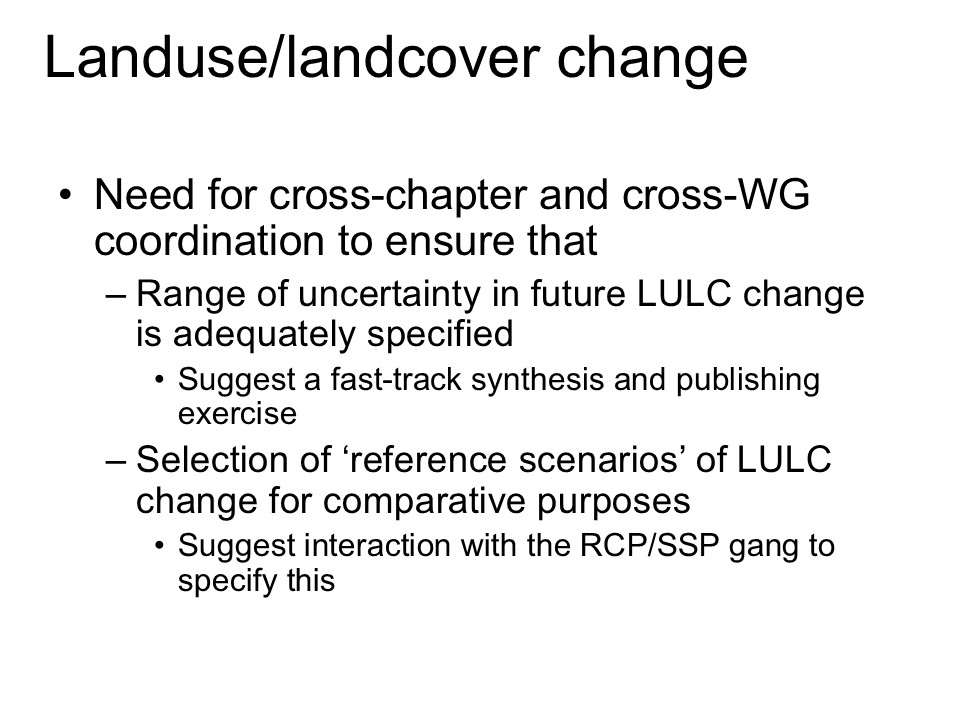 Landuse/landcover change
• Need for cross-chapter and cross-WG
coordination to ensure that
– Range of uncertainty in future LULC change
is adequately specified
• Suggest a fast-track synthesis and publishing
exercise
– Selection of ‘reference scenarios’ of LULC
change for comparative purposes
• Suggest interaction with the RCP/SSP gang to
specify this